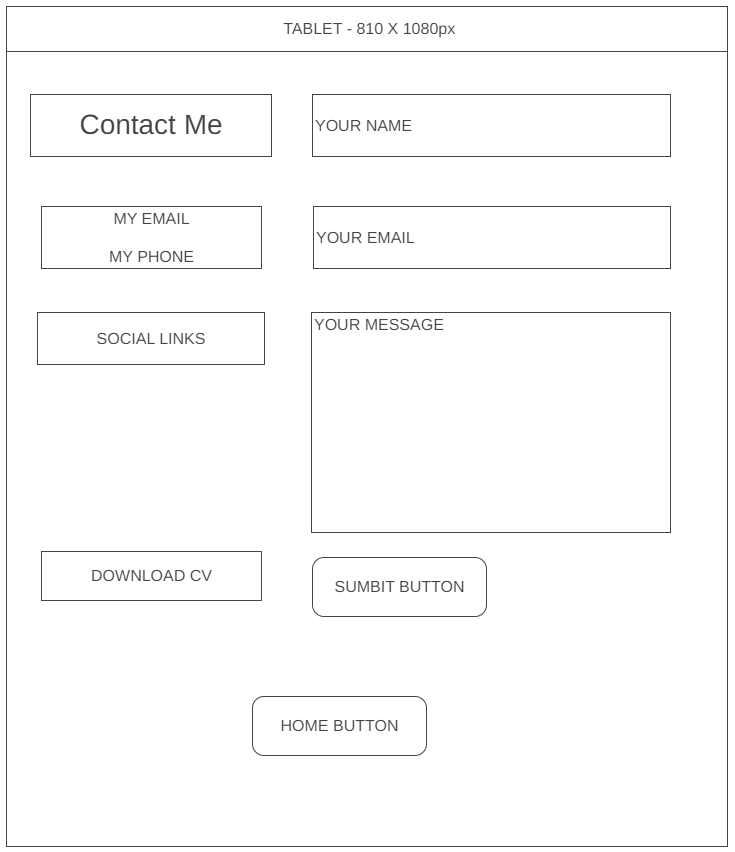 TABLET - 810 X 1080px
Contact Me
YOUR NAME
MY EMAIL
MY PHONE
YOUR EMAIL
SOCIAL LINKS
YOUR MESSAGE
DOWNLOAD CV
SUMBIT BUTTON
HOME BUTTON